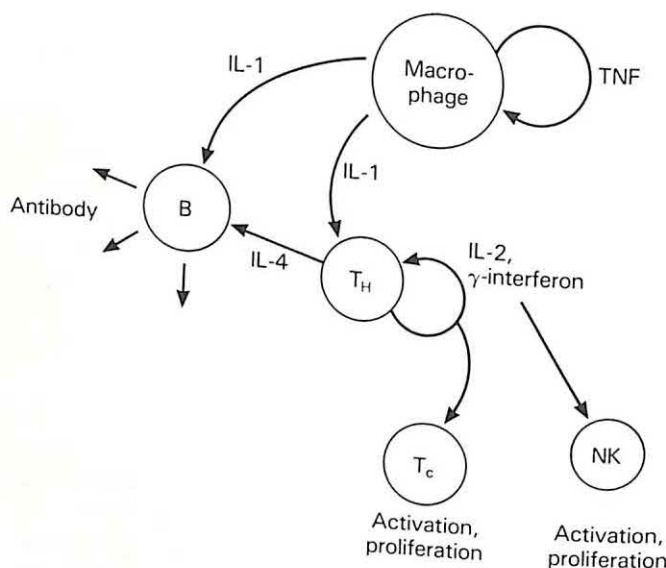 IL-1
Macro-
phage
TNF
IL-1
Antibody
B
IL-4
T_H
IL-2,
γ-interferon
T_c
NK
Activation,
proliferation
Activation,
proliferation